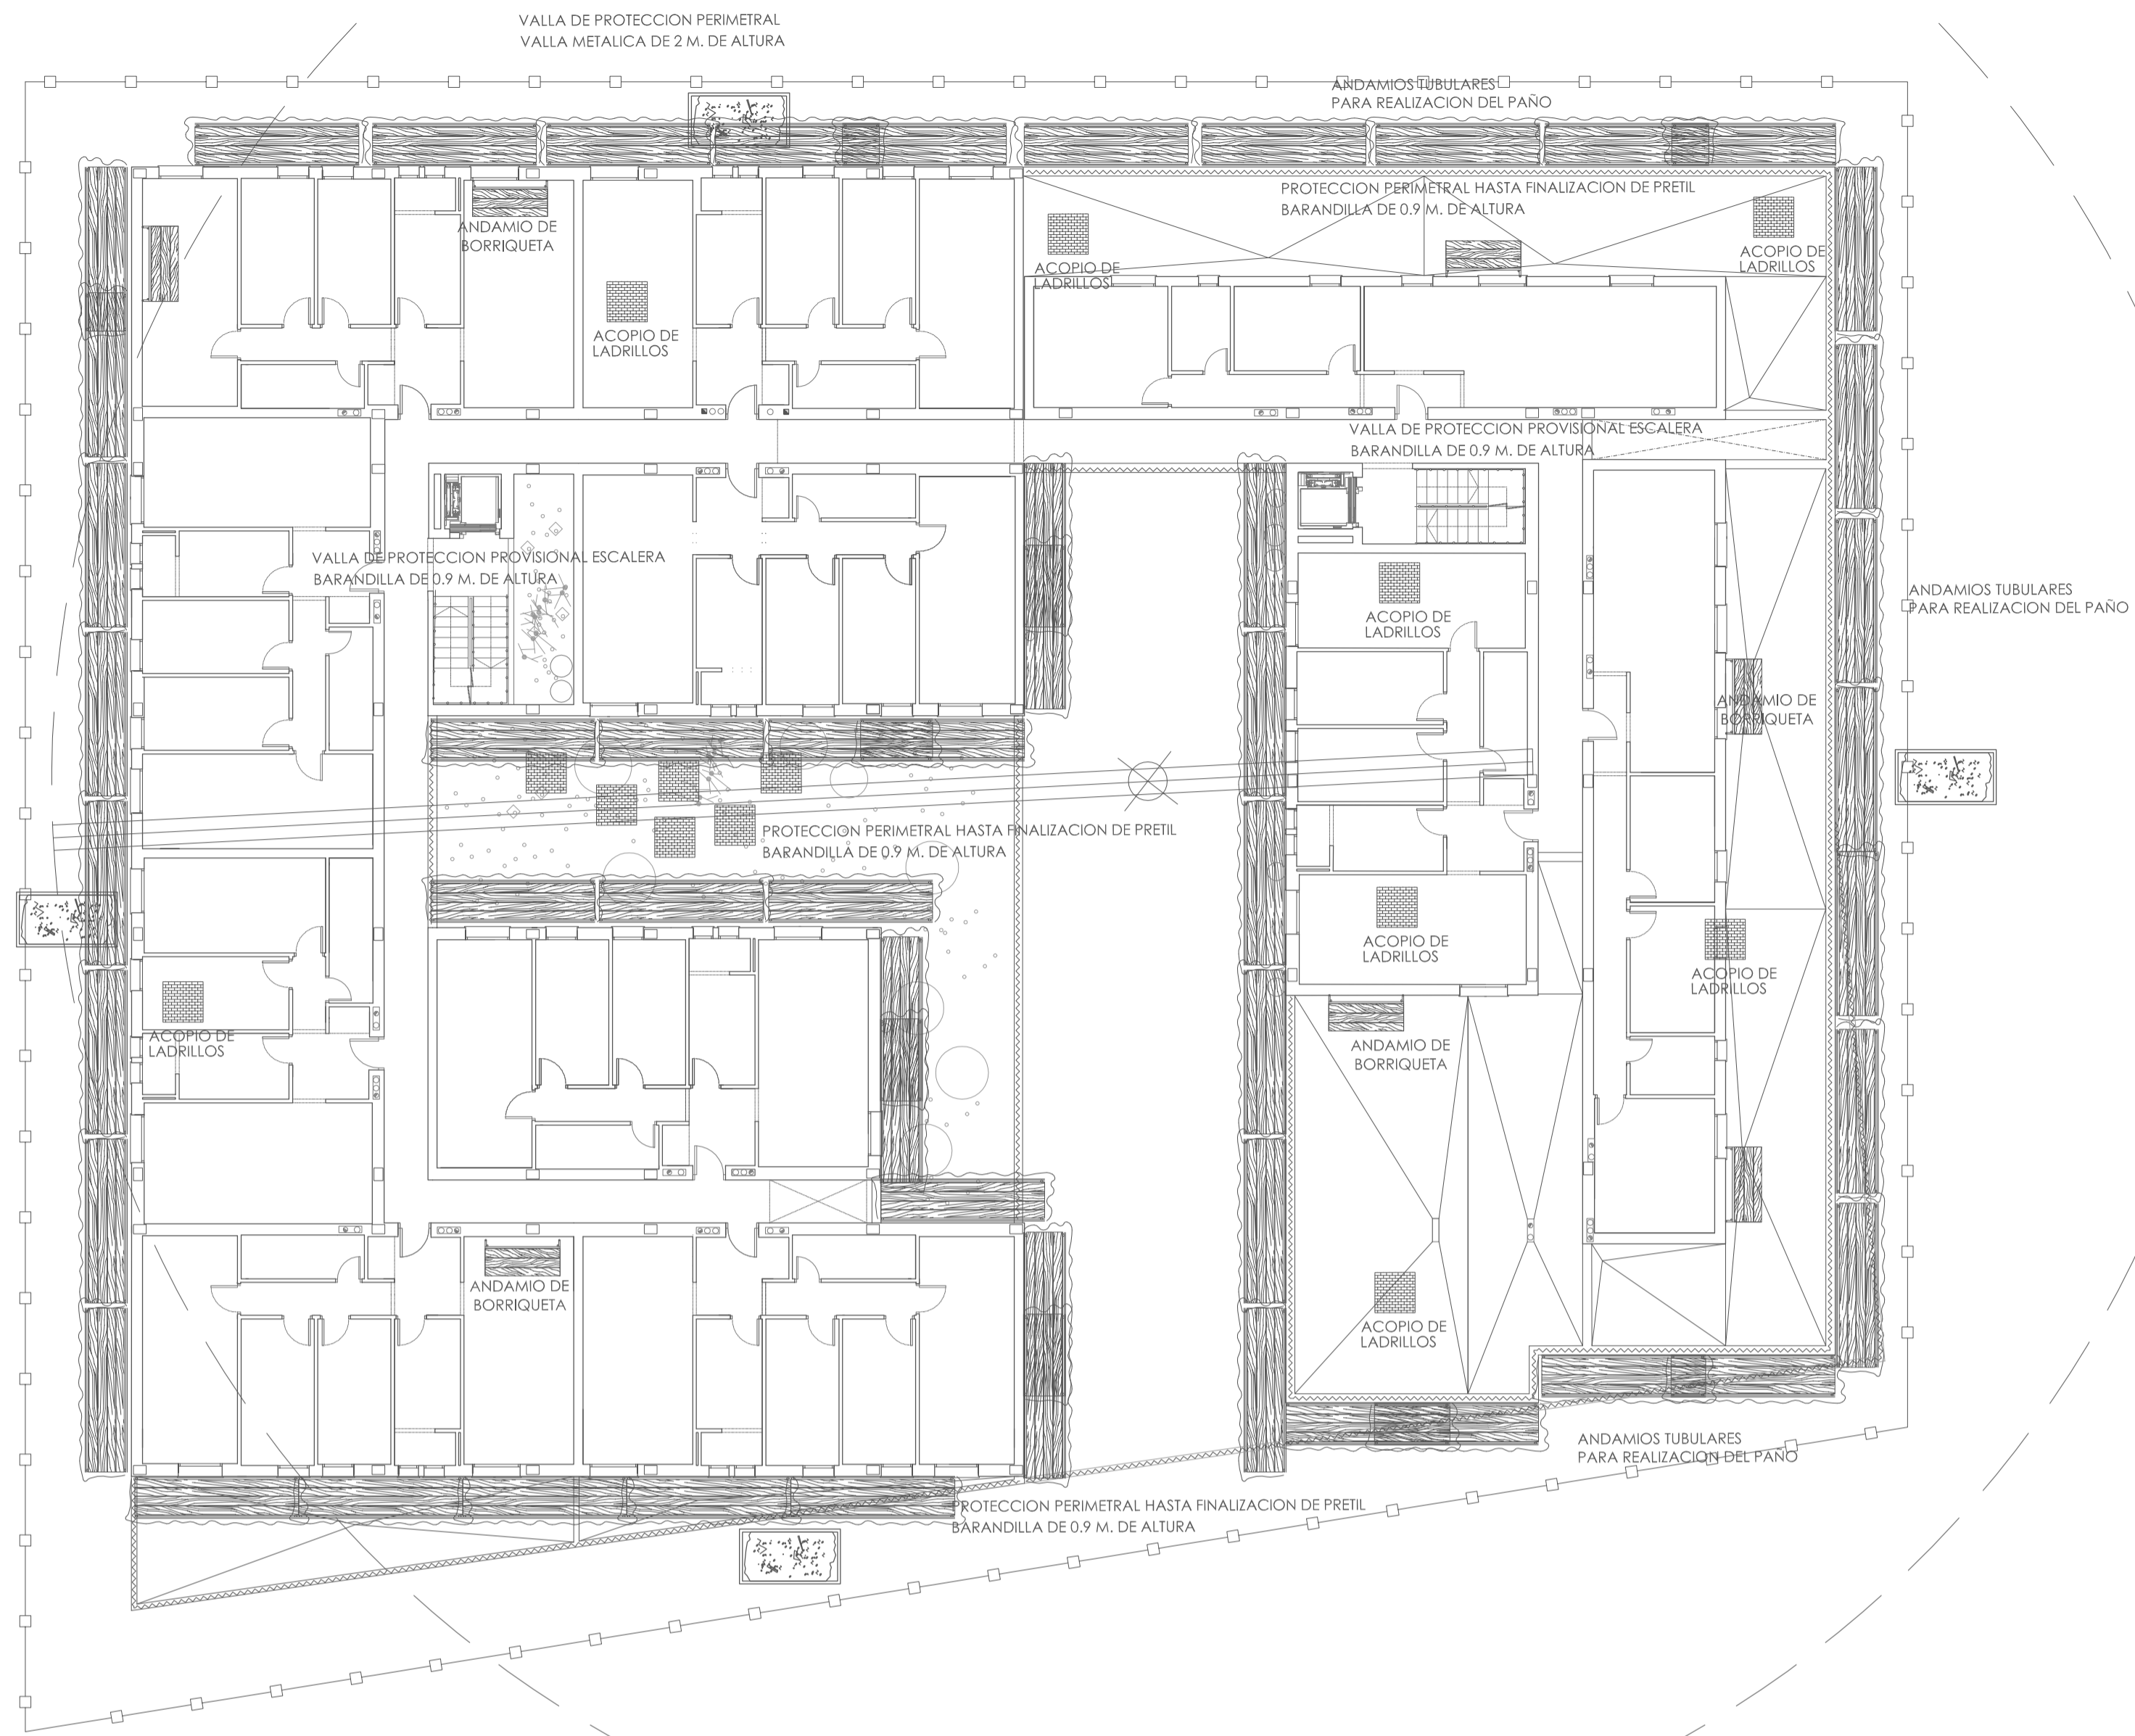 VALLA DE PROTECCION PERIMETRAL
VALLA METALICA DE 2 M. DE ALTURA
ANDAMIOS TUBULARES
PARA REALIZACION DEL PAÑO
PROTECCION PERIMETRAL HASTA FINALIZACION DE PRETIL
BARANDILLA DE 0.9 M. DE ALTURA
ANDAMIO DE
BORRIQUETA
ACOPIO DE
LADRILLOS
ACOPIO DE
LADRILLOS
ACOPIO DE
LADRILLOS
VALLA DE PROTECCION PROVISIONAL ESCALERA
BARANDILLA DE 0.9 M. DE ALTURA
VALLA DE PROTECCION PROVISIONAL ESCALERA
BARANDILLA DE 0.9 M. DE ALTURA
ANDAMIOS TUBULARES
PARA REALIZACION DEL PAÑO
ACOPIO DE
LADRILLOS
ANDAMIO DE
BORRIQUETA
PROTECCION PERIMETRAL HASTA FINALIZACION DE PRETIL
BARANDILLA DE 0.9 M. DE ALTURA
ACOPIO DE
LADRILLOS
ACOPIO DE
LADRILLOS
ACOPIO DE
LADRILLOS
ANDAMIO DE
BORRIQUETA
ANDAMIO DE
BORRIQUETA
ACOPIO DE
LADRILLOS
ANDAMIOS TUBULARES
PARA REALIZACION DEL PAÑO
PROTECCION PERIMETRAL HASTA FINALIZACION DE PRETIL
BARANDILLA DE 0.9 M. DE ALTURA